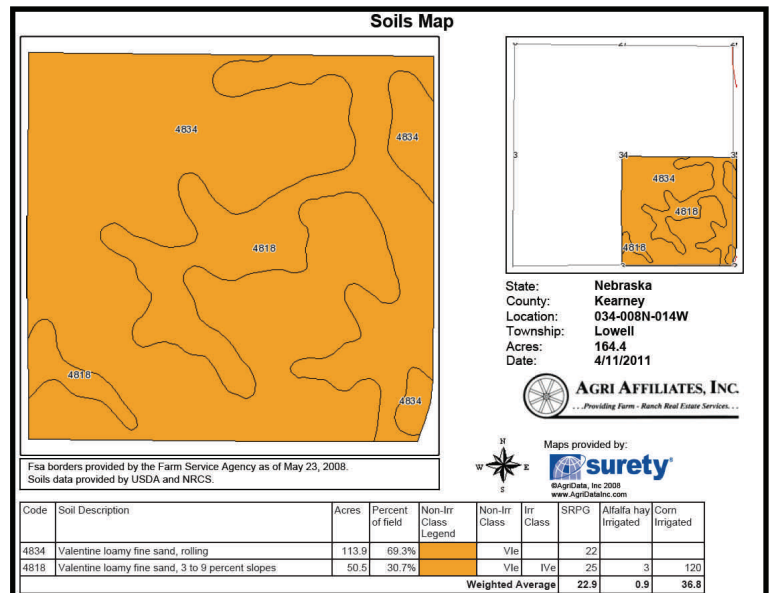 Soils Map
4834
4834
4818
4818
4834
Fsa borders provided by the Farm Service Agency as of May 23, 2008.
Soils data provided by USDA and NRCS.
3
34
4834
4818
4818
State: Nebraska
County: Kearney
Location: 034-008N-014W
Township: Lowell
Acres: 164.4
Date: 4/11/2011
AGRI AFFILIATES, INC.
. . .Providing Farm - Ranch Real Estate Services. . .
N
W E
S
Maps provided by:
surety
©AgriData, Inc 2008
www.AgriDataInc.com
Code Soil Description Acres Percent of field Non-Irr Class Legend Non-Irr Class Irr Class SRPG Alfalfa hay Irrigated Corn Irrigated
4834 Valentine loamy fine sand, rolling 113.9 69.3% VIe 22
4818 Valentine loamy fine sand, 3 to 9 percent slopes 50.5 30.7% VIe IVe 25 3 120
Weighted Average 22.9 0.9 36.8